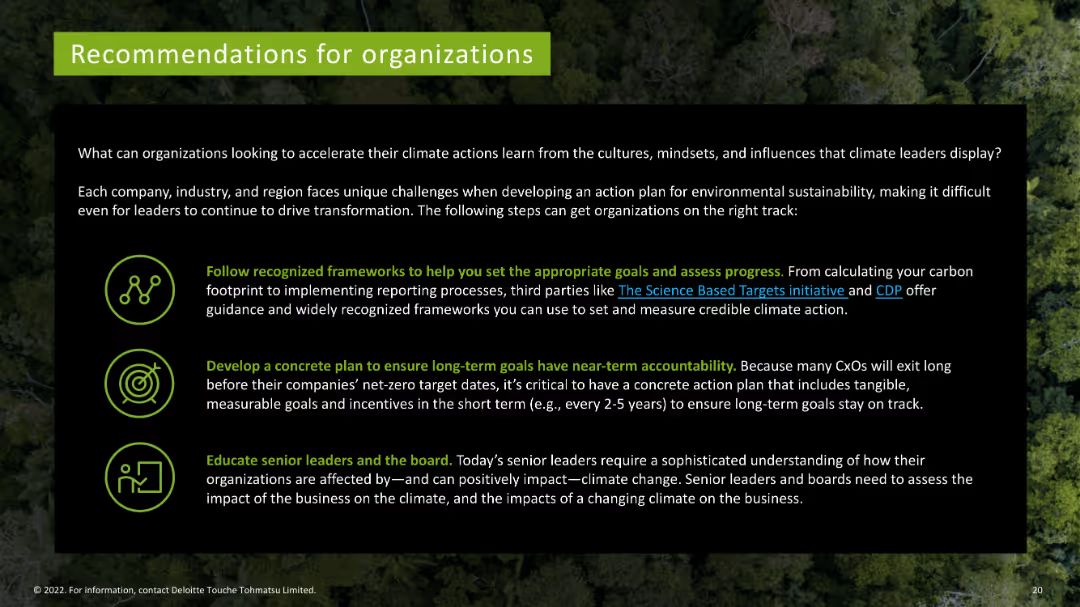 Recommendations for organizations
What can organizations looking to accelerate their climate actions learn from the cultures, mindsets, and influences that climate leaders display?
Each company, industry, and region faces unique challenges when developing an action plan for environmental sustainability, making it difficult
even for leaders to continue to drive transformation. The following steps can get organizations on the right track:
Follow recognized frameworks to help you set the appropriate goals and assess progress. From calculating your carbon
footprint to implementing reporting processes, third parties like The Science Based Targets initiative and CDP offer
guidance and widely recognized frameworks you can use to set and measure credible climate action.
Develop a concrete plan to ensure long-term goals have near-term accountability. Because many CxOs will exit long
before their companies’ net-zero target dates, it’s critical to have a concrete action plan that includes tangible,
measurable goals and incentives in the short term (e.g., every 2-5 years) to ensure long-term goals stay on track.
Educate senior leaders and the board. Today’s senior leaders require a sophisticated understanding of how their
organizations are affected by—and can positively impact—climate change. Senior leaders and boards need to assess the
impact of the business on the climate, and the impacts of a changing climate on the business.
© 2022. For information, contact Deloitte Touche Tohmatsu Limited.
20